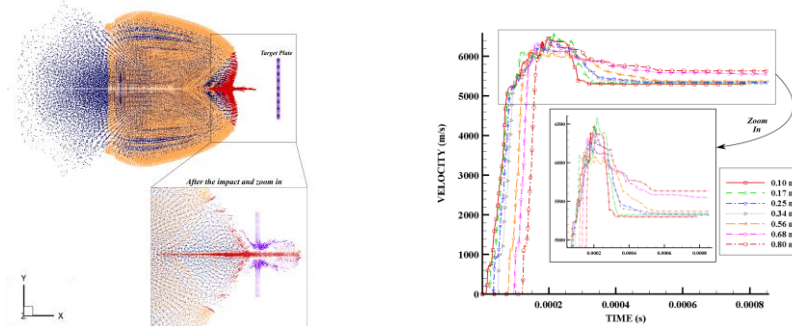 Target Plate
After the impact and zoom in
Y
Z
X
VELOCITY (m/s)
6000
5000
4000
3000
2000
1000
0
0.0002
0.0004
0.0006
0.0008
TIME (s)
Zoom
In
0.0002
0.0004
0.0006
0.0008
0.10 m
0.17 m
0.25 m
0.34 m
0.56 m
0.68 m
0.80 m